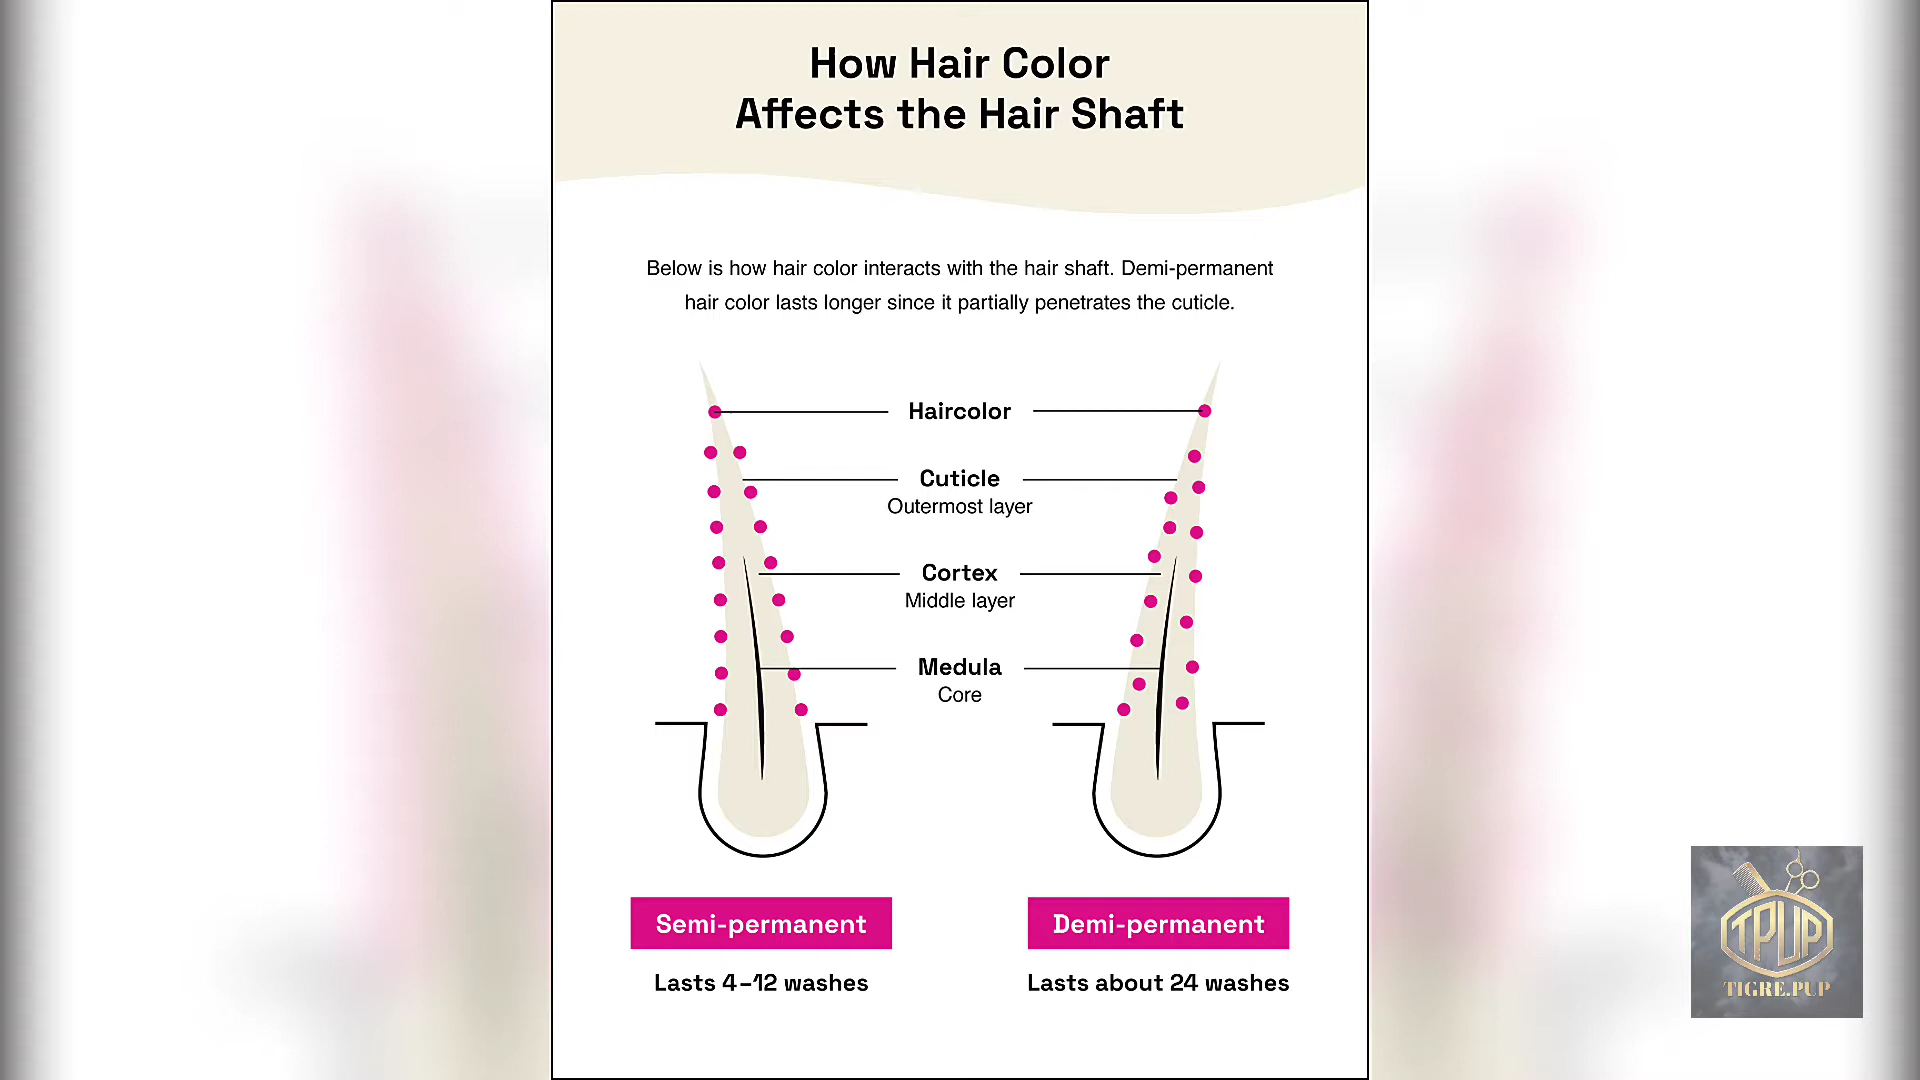 How Hair Color
Affects the Hair Shaft
Below is how hair color interacts with the hair shaft. Demi-permanent
hair color lasts longer since it partially penetrates the cuticle.
Haircolor
Cuticle
Outermost layer
Cortex
Middle layer
Medula
Core
Semi-permanent
Lasts 4–12 washes
Demi-permanent
Lasts about 24 washes
TPUP
TIGRE.PUP